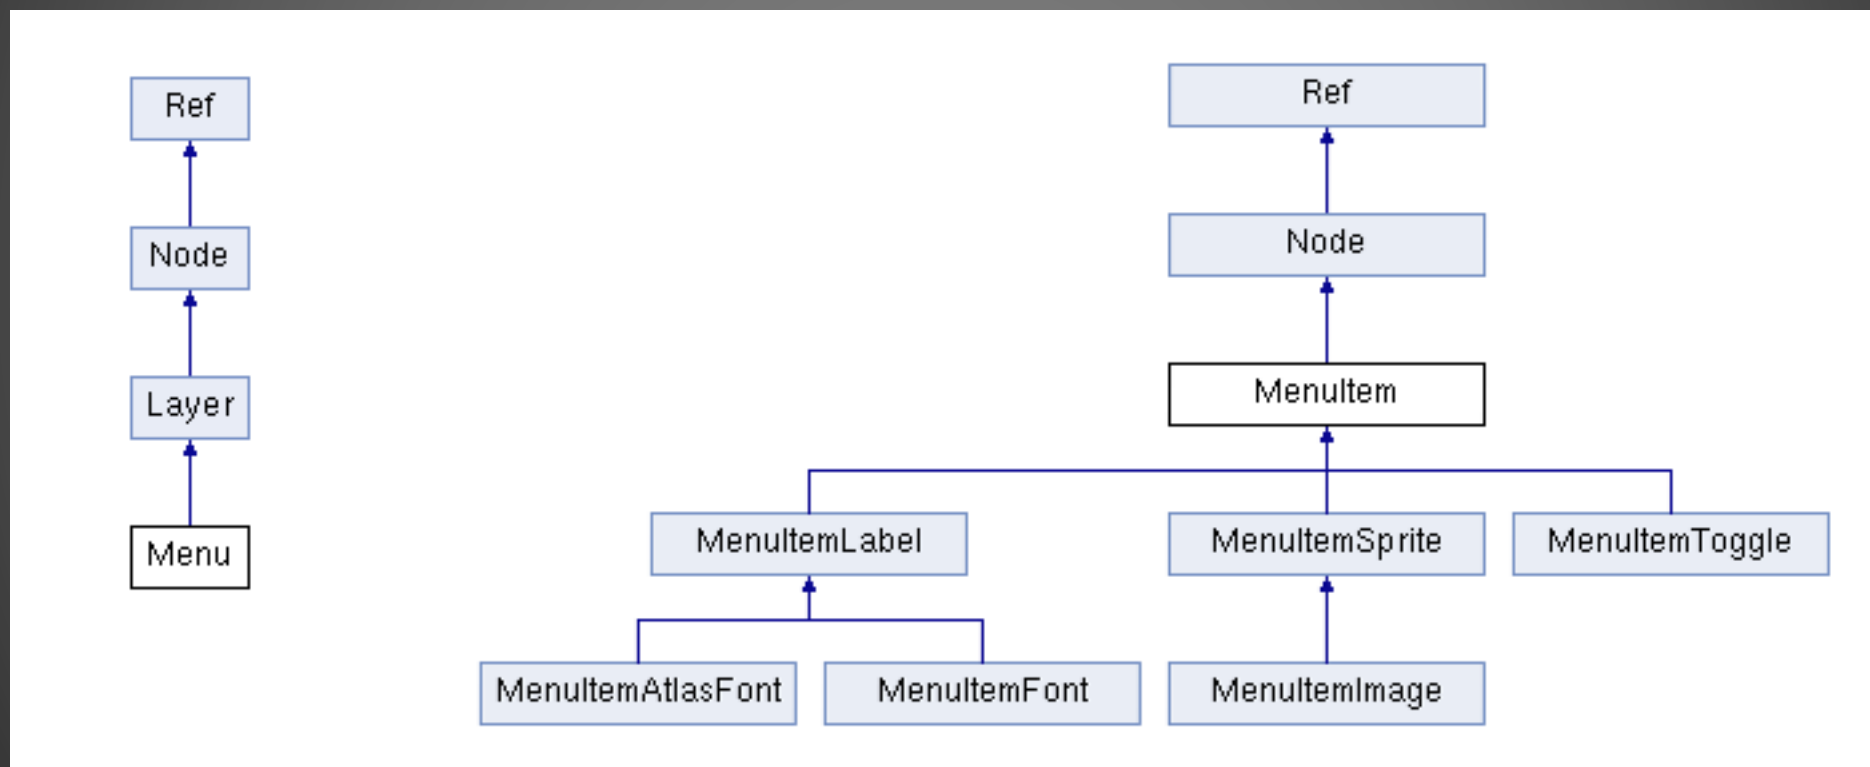 Ref
Node
Layer
Menu
Ref
Node
MenuItem
MenuItemLabel
MenuItemSprite
MenuItemToggle
MenuItemAtlasFont
MenuItemFont
MenuItemImage